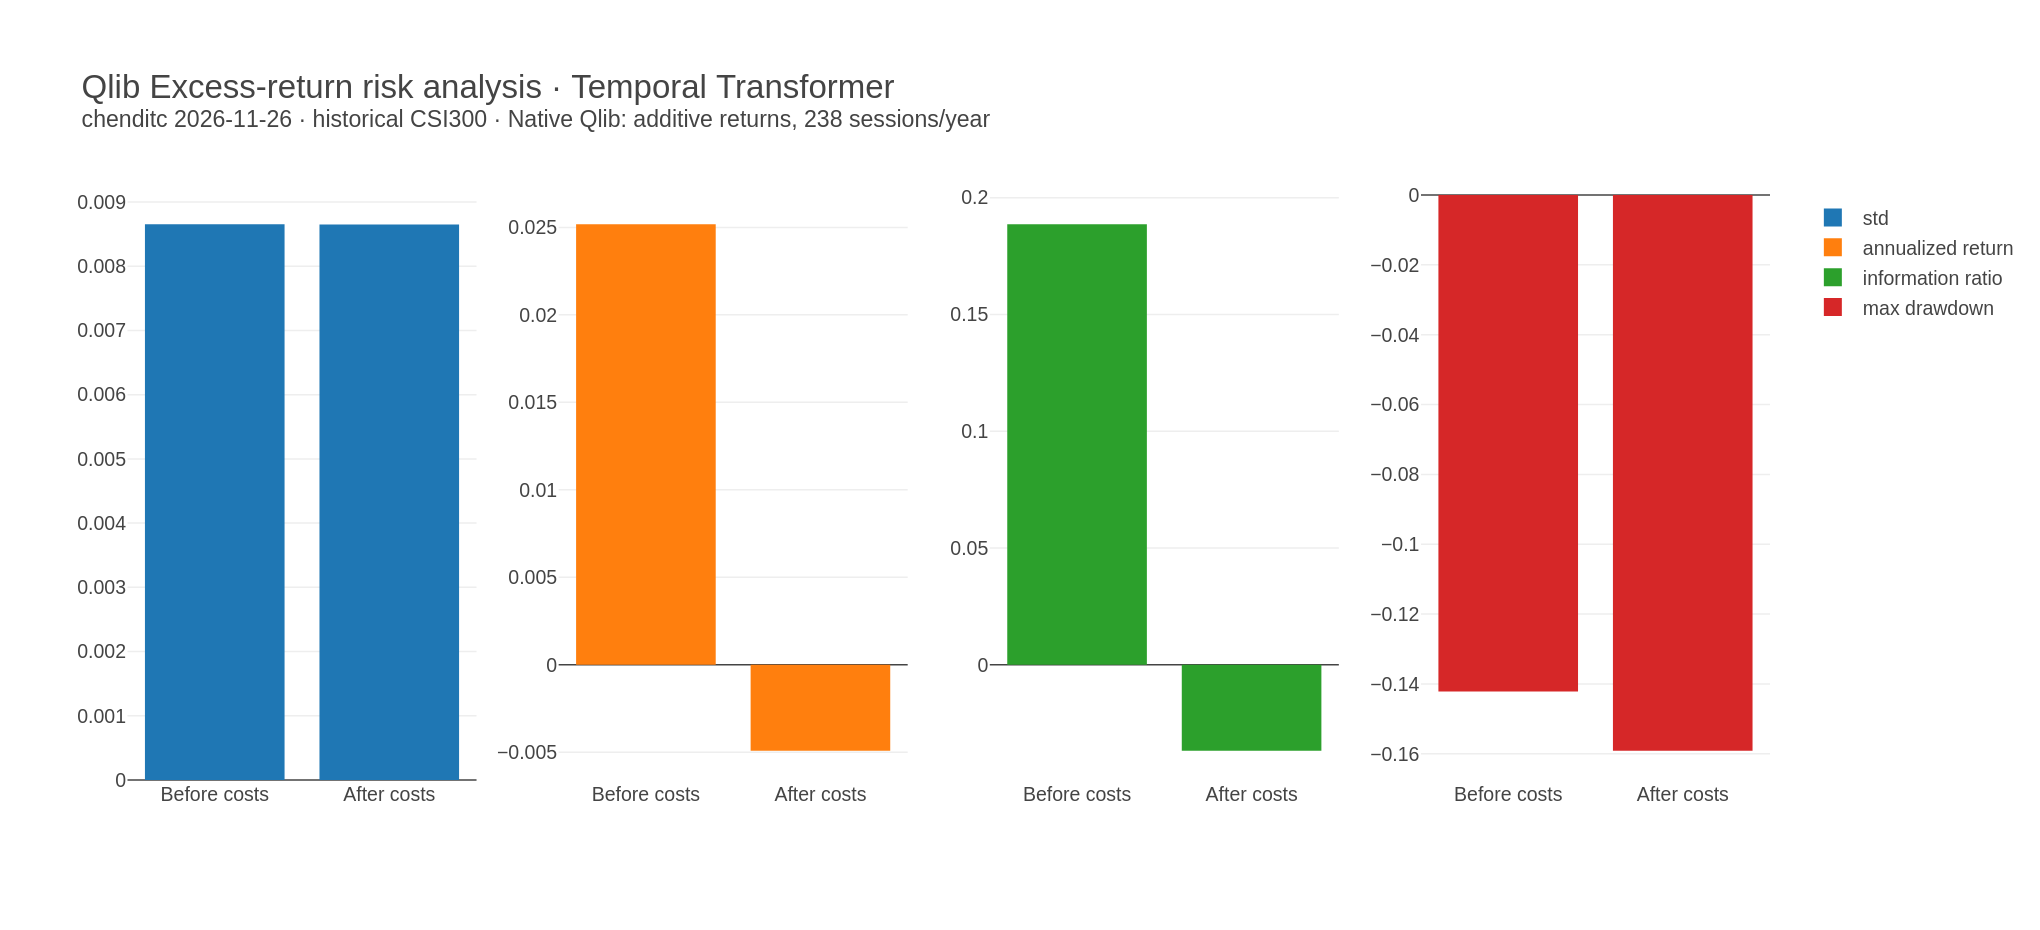 Qlib Excess-return risk analysis · Temporal Transformer
chenditc 2026-11-26 · historical CSI300 · Native Qlib: additive returns, 238 sessions/year
0.009
0.008
0.007
0.006
0.005
0.004
0.003
0.002
0.001
0
Before costs
After costs
0.025
0.02
0.015
0.01
0.005
0
−0.005
Before costs
After costs
0.2
0.15
0.1
0.05
0
Before costs
After costs
0
−0.02
−0.04
−0.06
−0.08
−0.1
−0.12
−0.14
−0.16
Before costs
After costs
std
annualized return
information ratio
max drawdown